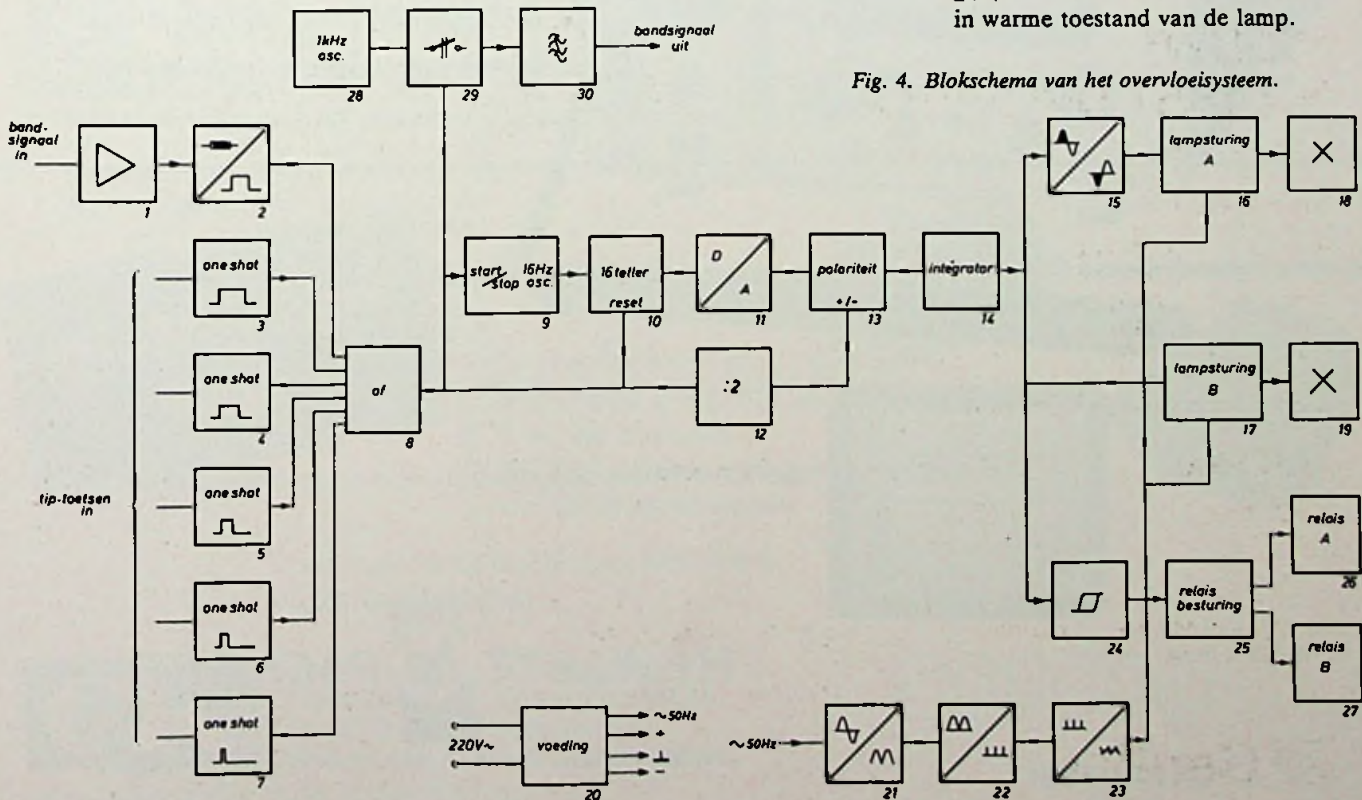 in warme toestand van de lamp.
Fig. 4. Blokschema van het overvloeisysteem.
1kHz
osc.
28
29
30
bandsignaal
uit
band-
signaal
in
1
2
one shot
3
one shot
4
one shot
5
one shot
6
one shot
7
tip-toetsen
in
of
8
start/stop 16Hz osc.
9
16 teller
reset
10
D
A
11
:2
12
polariteit
+/-
13
integrator
14
15
lampsturing
A
16
18
lampsturing
B
17
19
24
relais
besturing
25
relais
A
26
relais
B
27
220V~
voeding
20
~50Hz
+
⊥
-
~50Hz
21
22
23